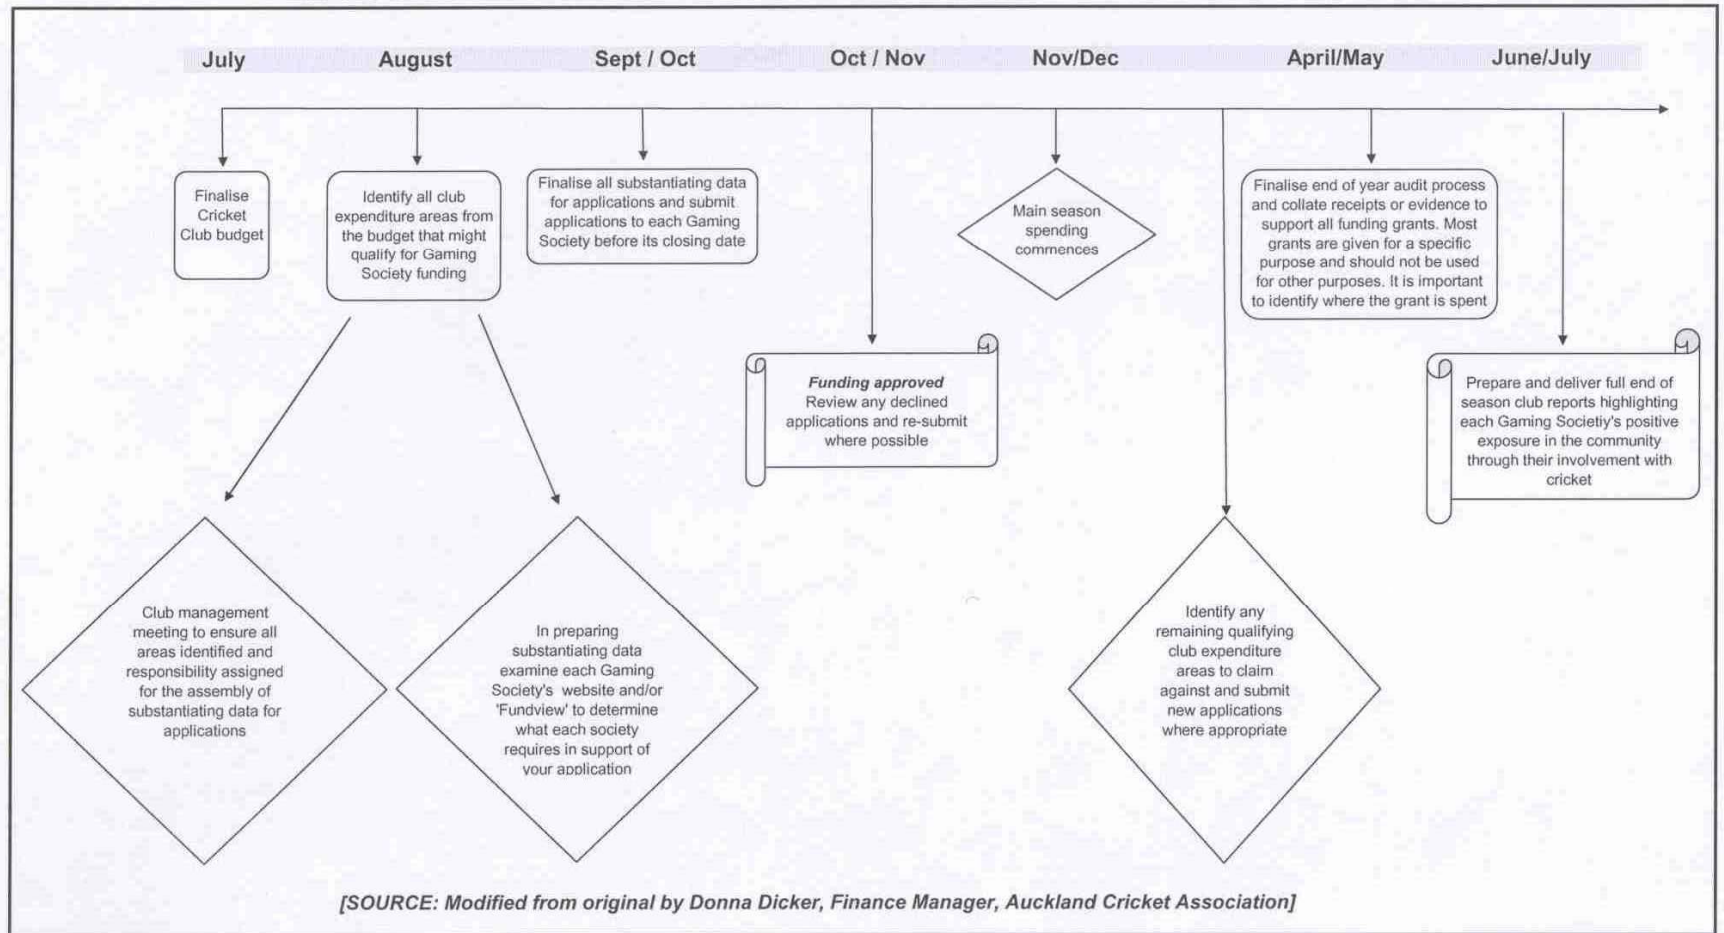 July August Sept / Oct Oct / Nov Nov/Dec April/May June/July
Finalise
Cricket
Club budget
Identify all club
expenditure areas from
the budget that might
qualify for Gaming
Society funding
Finalise all substantiating data
for applications and submit
applications to each Gaming
Society before its closing date
Funding approved
Review any declined
applications and re-submit
where possible
Main season
spending
commences
Finalise end of year audit process
and collate receipts or evidence to
support all funding grants. Most
grants are given for a specific
purpose and should not be used
for other purposes. It is important
to identify where the grant is spent
Prepare and deliver full end of
season club reports highlighting
each Gaming Societiy's positive
exposure in the community
through their involvement with
cricket
Club management
meeting to ensure all
areas identified and
responsibility assigned
for the assembly of
substantiating data for
applications
In preparing
substantiating data
examine each Gaming
Society's website and/or
'Fundview' to determine
what each society
requires in support of
your application
Identify any
remaining qualifying
club expenditure
areas to claim
against and submit
new applications
where appropriate
[SOURCE: Modified from original by Donna Dicker, Finance Manager, Auckland Cricket Association]